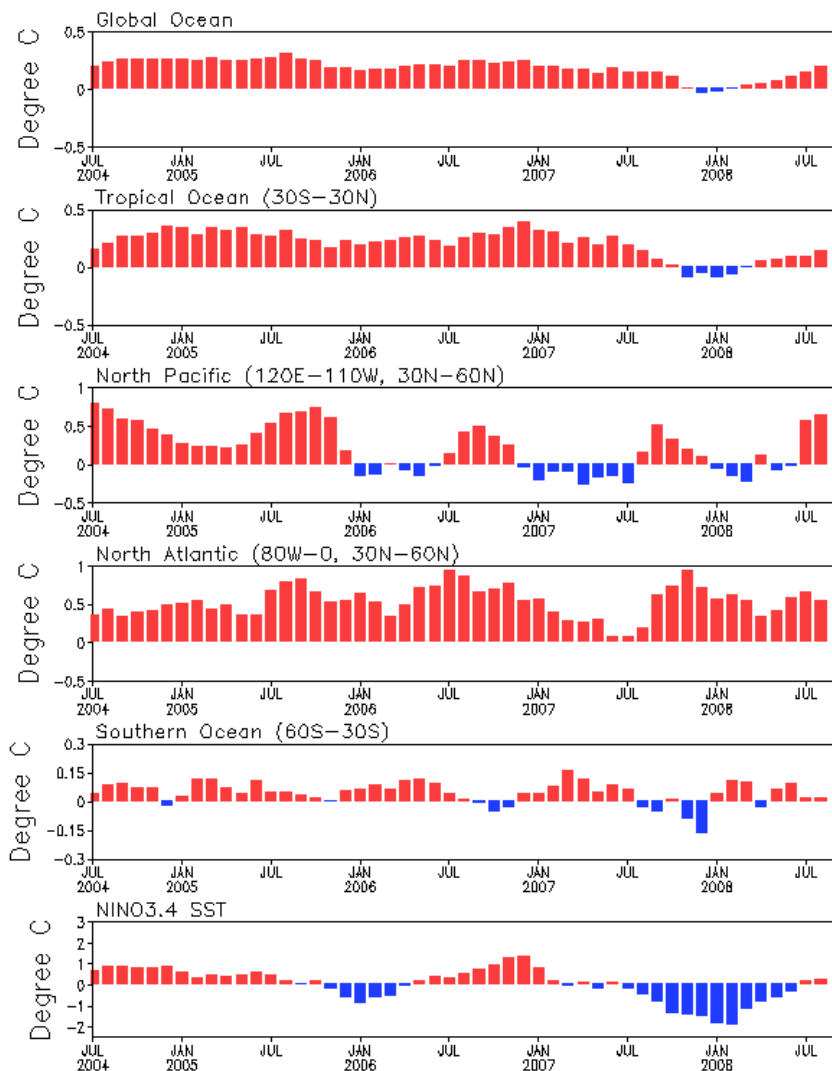 Global Ocean
Degree C
0.5
0
−0.5
JUL JAN JUL JAN JUL JAN JUL JAN JUL
2004 2005 2006 2007 2008
Tropical Ocean (30S−30N)
Degree C
0.5
0
−0.5
JUL JAN JUL JAN JUL JAN JUL JAN JUL
2004 2005 2006 2007 2008
North Pacific (120E−110W, 30N−60N)
Degree C
1
0.5
0
−0.5
JUL JAN JUL JAN JUL JAN JUL JAN JUL
2004 2005 2006 2007 2008
North Atlantic (80W−0, 30N−60N)
Degree C
1
0.5
0
−0.5
JUL JAN JUL JAN JUL JAN JUL JAN JUL
2004 2005 2006 2007 2008
Southern Ocean (60S−30S)
Degree C
0.3
0.15
0
−0.15
−0.3
JUL JAN JUL JAN JUL JAN JUL JAN JUL
2004 2005 2006 2007 2008
NINO3.4 SST
Degree C
3
2
1
0
−1
−2
JUL JAN JUL JAN JUL JAN JUL JAN JUL
2004 2005 2006 2007 2008